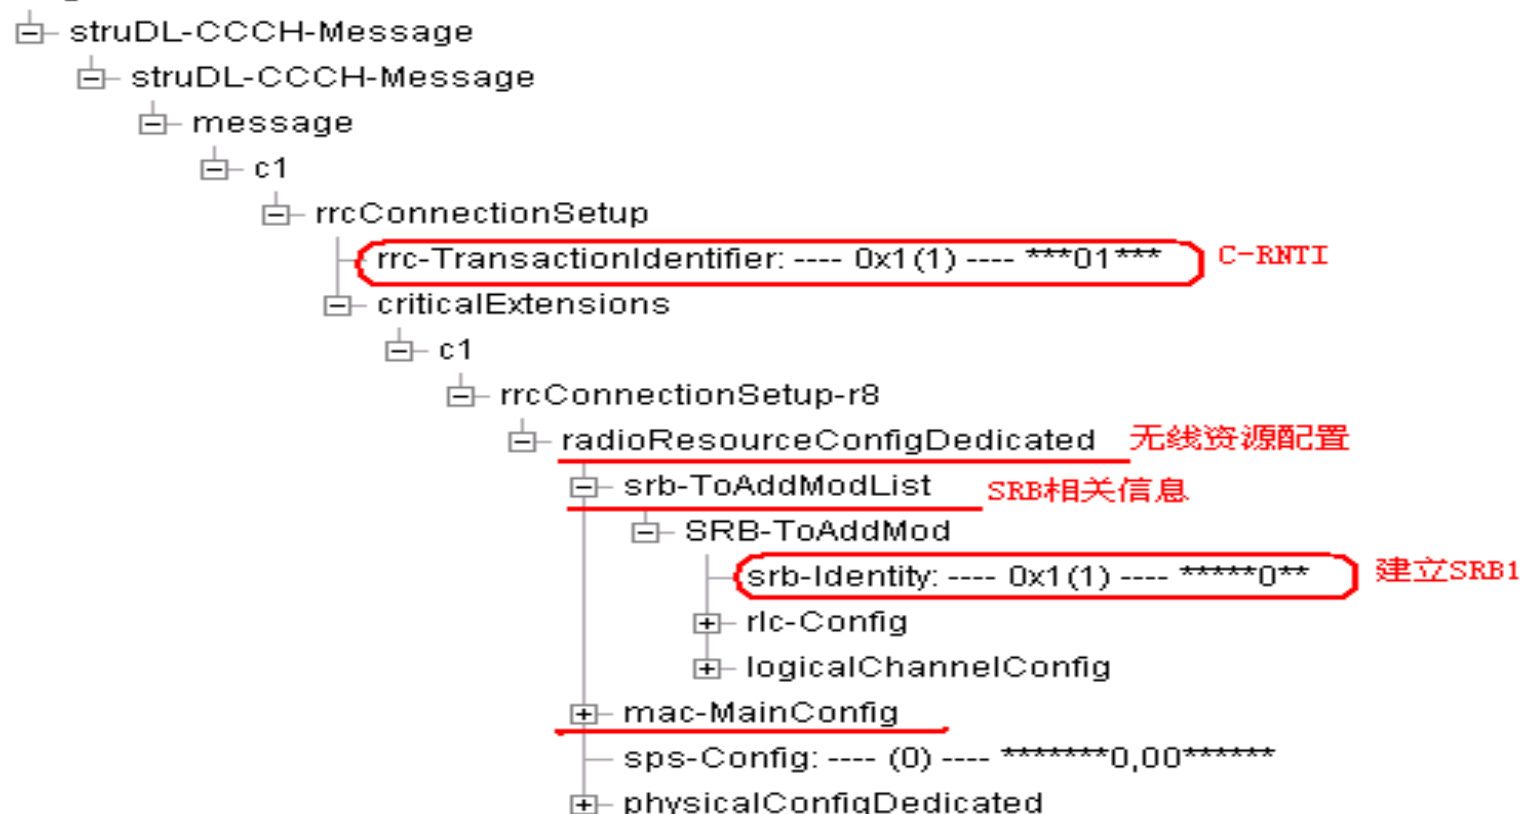 struDL-CCCH-Message
struDL-CCCH-Message
message
c1
rrcConnectionSetup
rrc-TransactionIdentifier: ---- 0x1(1) ---- ***01*** C-RNTI
criticalExtensions
c1
rrcConnectionSetup-r8
radioResourceConfigDedicated 无线资源配置
srb-ToAddModList SRB相关信息
SRB-ToAddMod
srb-Identity: ---- 0x1(1) ---- *****0** 建立SRB1
rlc-Config
logicalChannelConfig
mac-MainConfig
sps-Config: ---- (0) ---- *******0,00******
physicalConfigDedicated